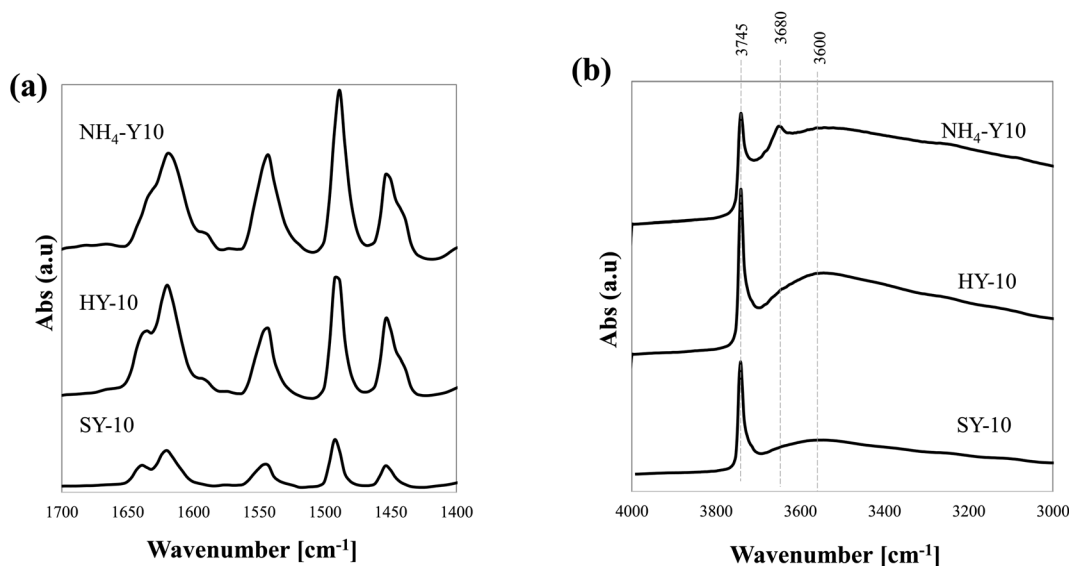 (a)
NH₄-Y10
HY-10
SY-10
Abs (a.u)
1700 1650 1600 1550 1500 1450 1400
Wavenumber [cm⁻¹]
(b)
3745
3680
3600
NH₄-Y10
HY-10
SY-10
Abs (a.u)
4000 3800 3600 3400 3200 3000
Wavenumber [cm⁻¹]